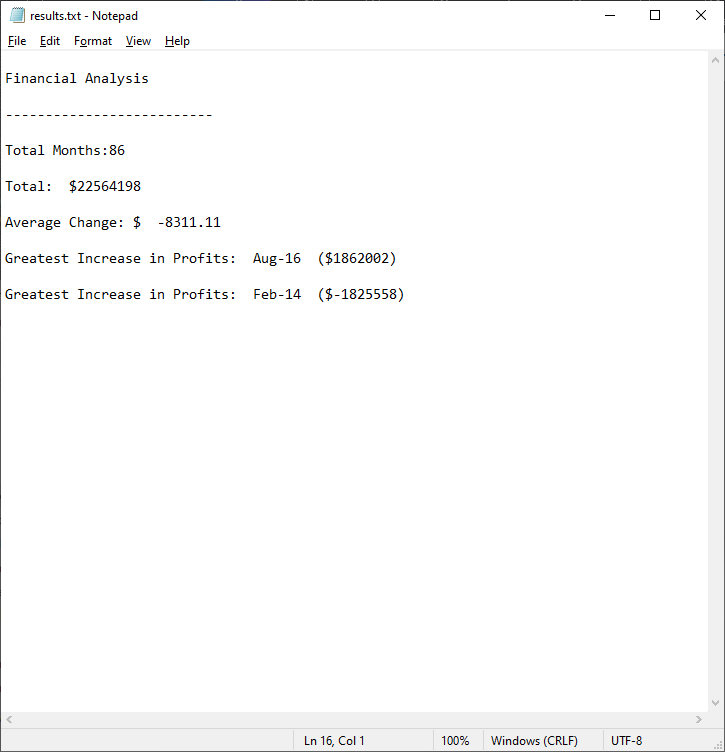 results.txt - Notepad
File Edit Format View Help
Financial Analysis
--------------------------
Total Months:86
Total:  $22564198
Average Change: $  -8311.11
Greatest Increase in Profits:  Aug-16  ($1862002)
Greatest Increase in Profits:  Feb-14  ($-1825558)
Ln 16, Col 1 100% Windows (CRLF) UTF-8